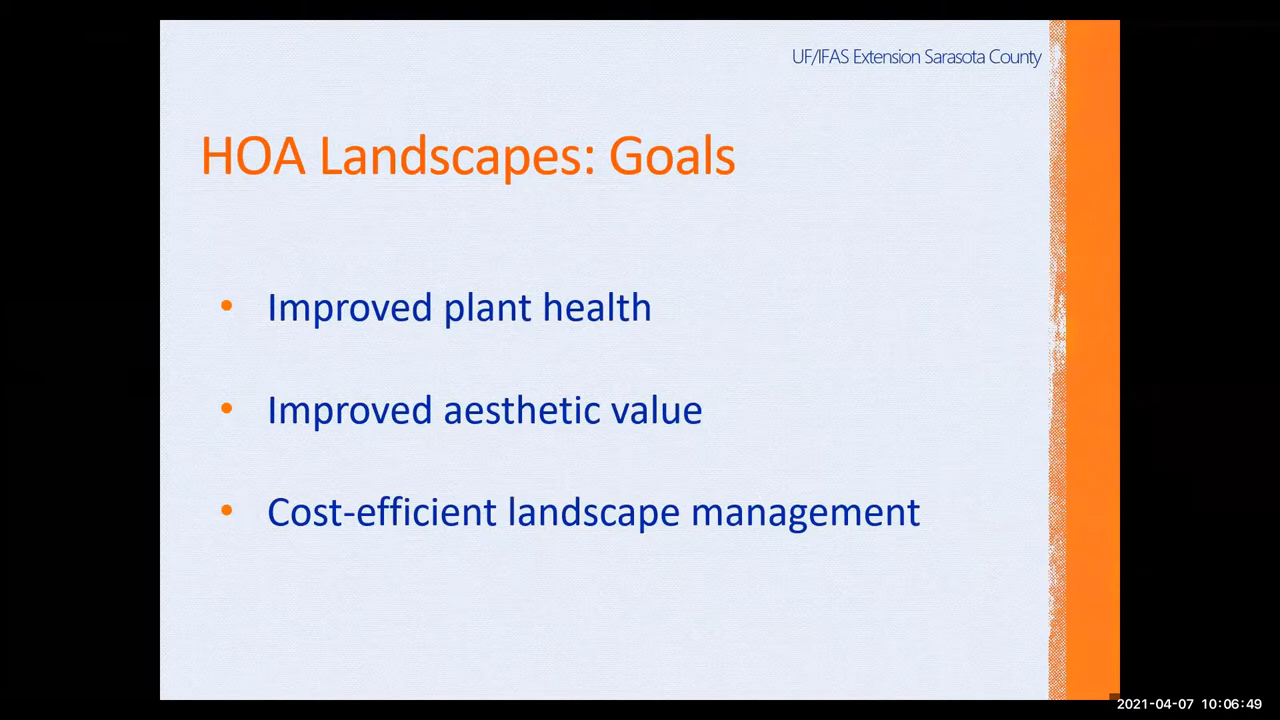 UF/IFAS Extension Sarasota County
HOA Landscapes: Goals
• Improved plant health
• Improved aesthetic value
• Cost-efficient landscape management
2021-04-07 10:06:49